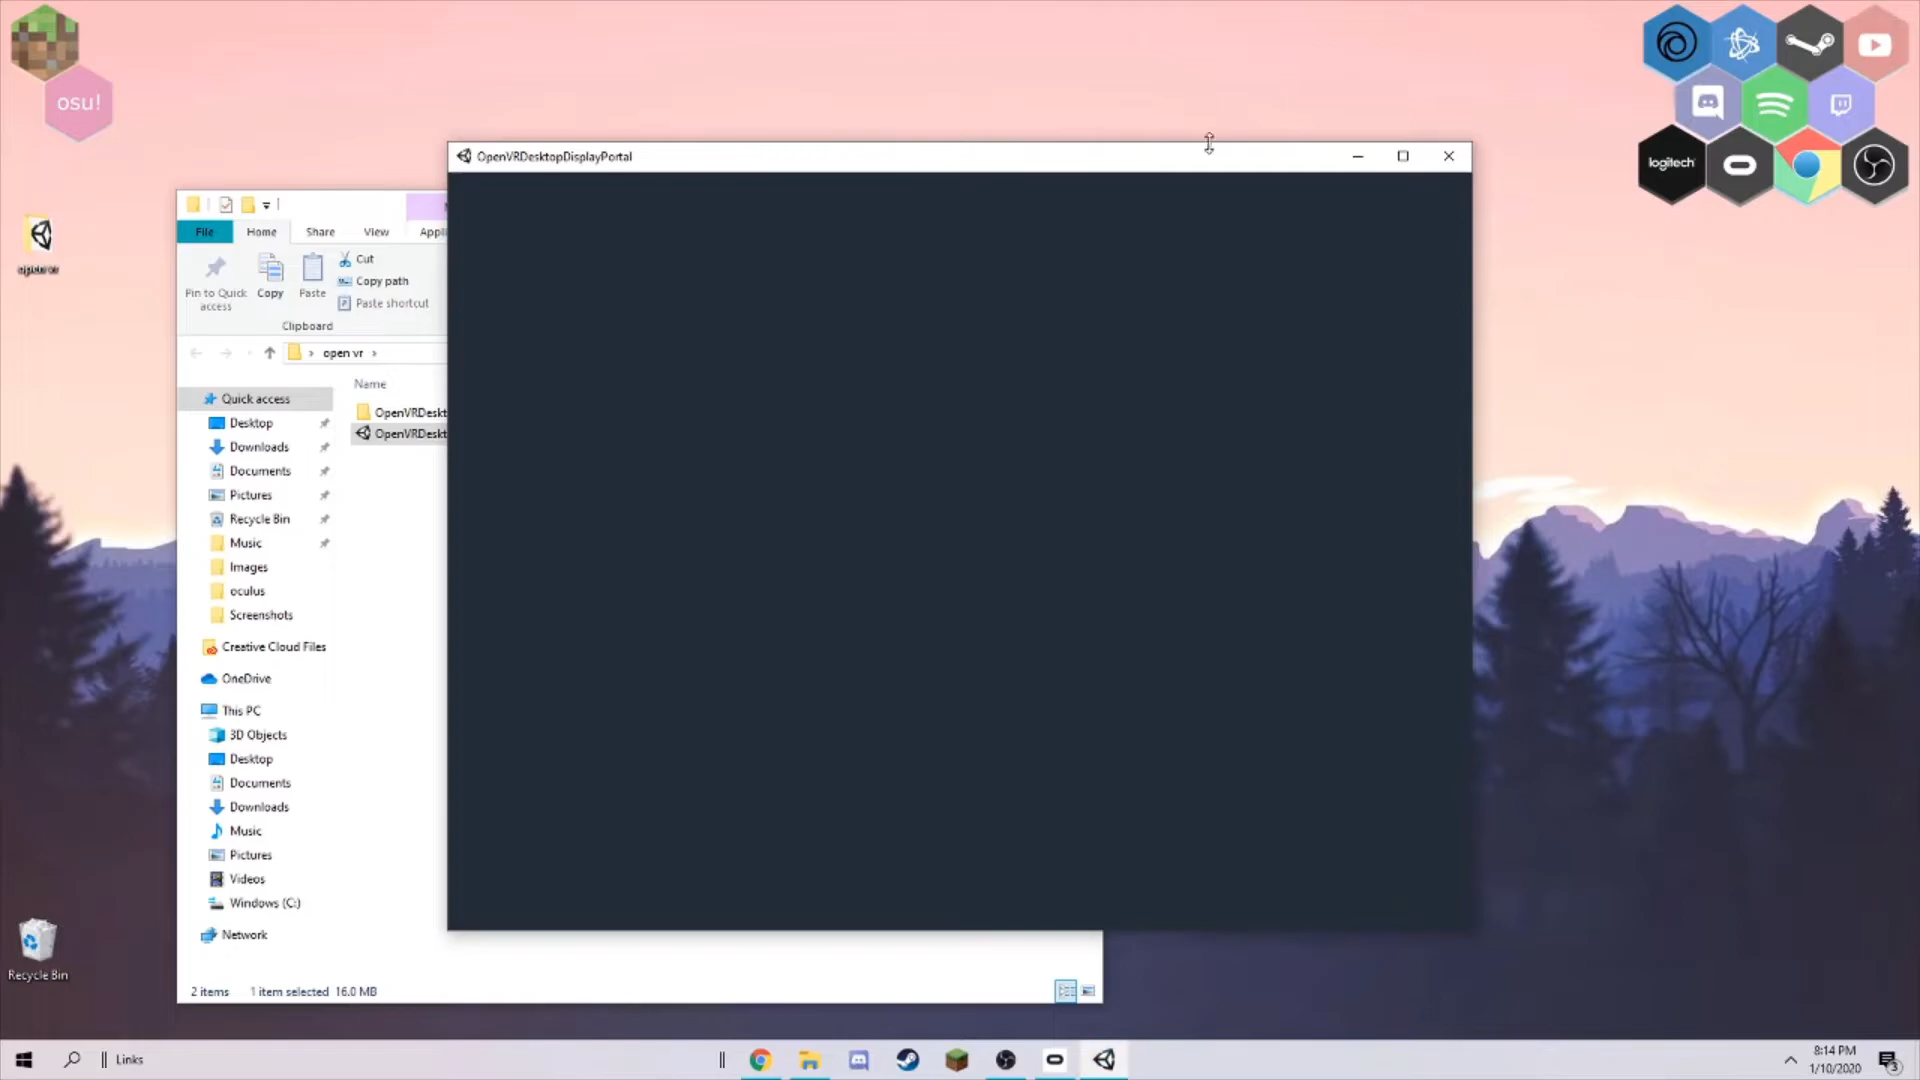 osu!
logitech
OpenVRDesktopDisplayPortal
File
Home
Share
View
Appli
Cut
Copy path
Paste shortcut
Pin to Quick
access
Copy
Paste
Clipboard
open vr
Name
OpenVRDeskt
OpenVRDeskt
Quick access
Desktop
Downloads
Documents
Pictures
Recycle Bin
Music
Images
oculus
Screenshots
Creative Cloud Files
OneDrive
This PC
3D Objects
Desktop
Documents
Downloads
Music
Pictures
Videos
Windows (C:)
Network
2 items
1 item selected 16.0 MB
Recycle Bin
Links
8:14 PM
1/10/2020
3